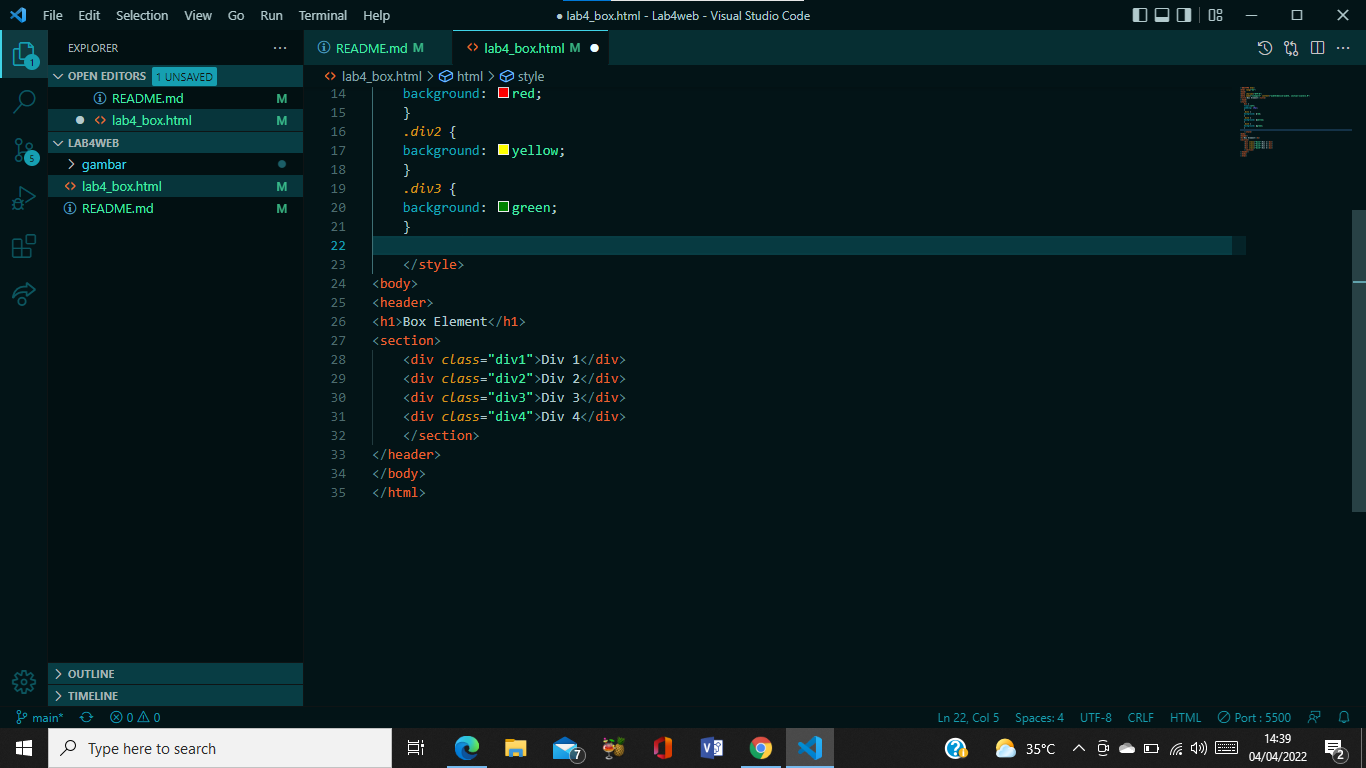 File Edit Selection View Go Run Terminal Help
● lab4_box.html - Lab4web - Visual Studio Code
EXPLORER ···
README.md M
<> lab4_box.html M ●
OPEN EDITORS 1 UNSAVED
README.md M
● <> lab4_box.html M
LAB4WEB
gambar
<> lab4_box.html M
README.md M
1
5
OUTLINE
TIMELINE
<> lab4_box.html > html > style
14 background: red;
15 }
16 .div2 {
17 background: yellow;
18 }
19 .div3 {
20 background: green;
21 }
22
23 </style>
24 <body>
25 <header>
26 <h1>Box Element</h1>
27 <section>
28 <div class="div1">Div 1</div>
29 <div class="div2">Div 2</div>
30 <div class="div3">Div 3</div>
31 <div class="div4">Div 4</div>
32 </section>
33 </header>
34 </body>
35 </html>
main* 0 0
Ln 22, Col 5 Spaces: 4 UTF-8 CRLF HTML Port : 5500
Type here to search
7
35°C
14:39
04/04/2022
2